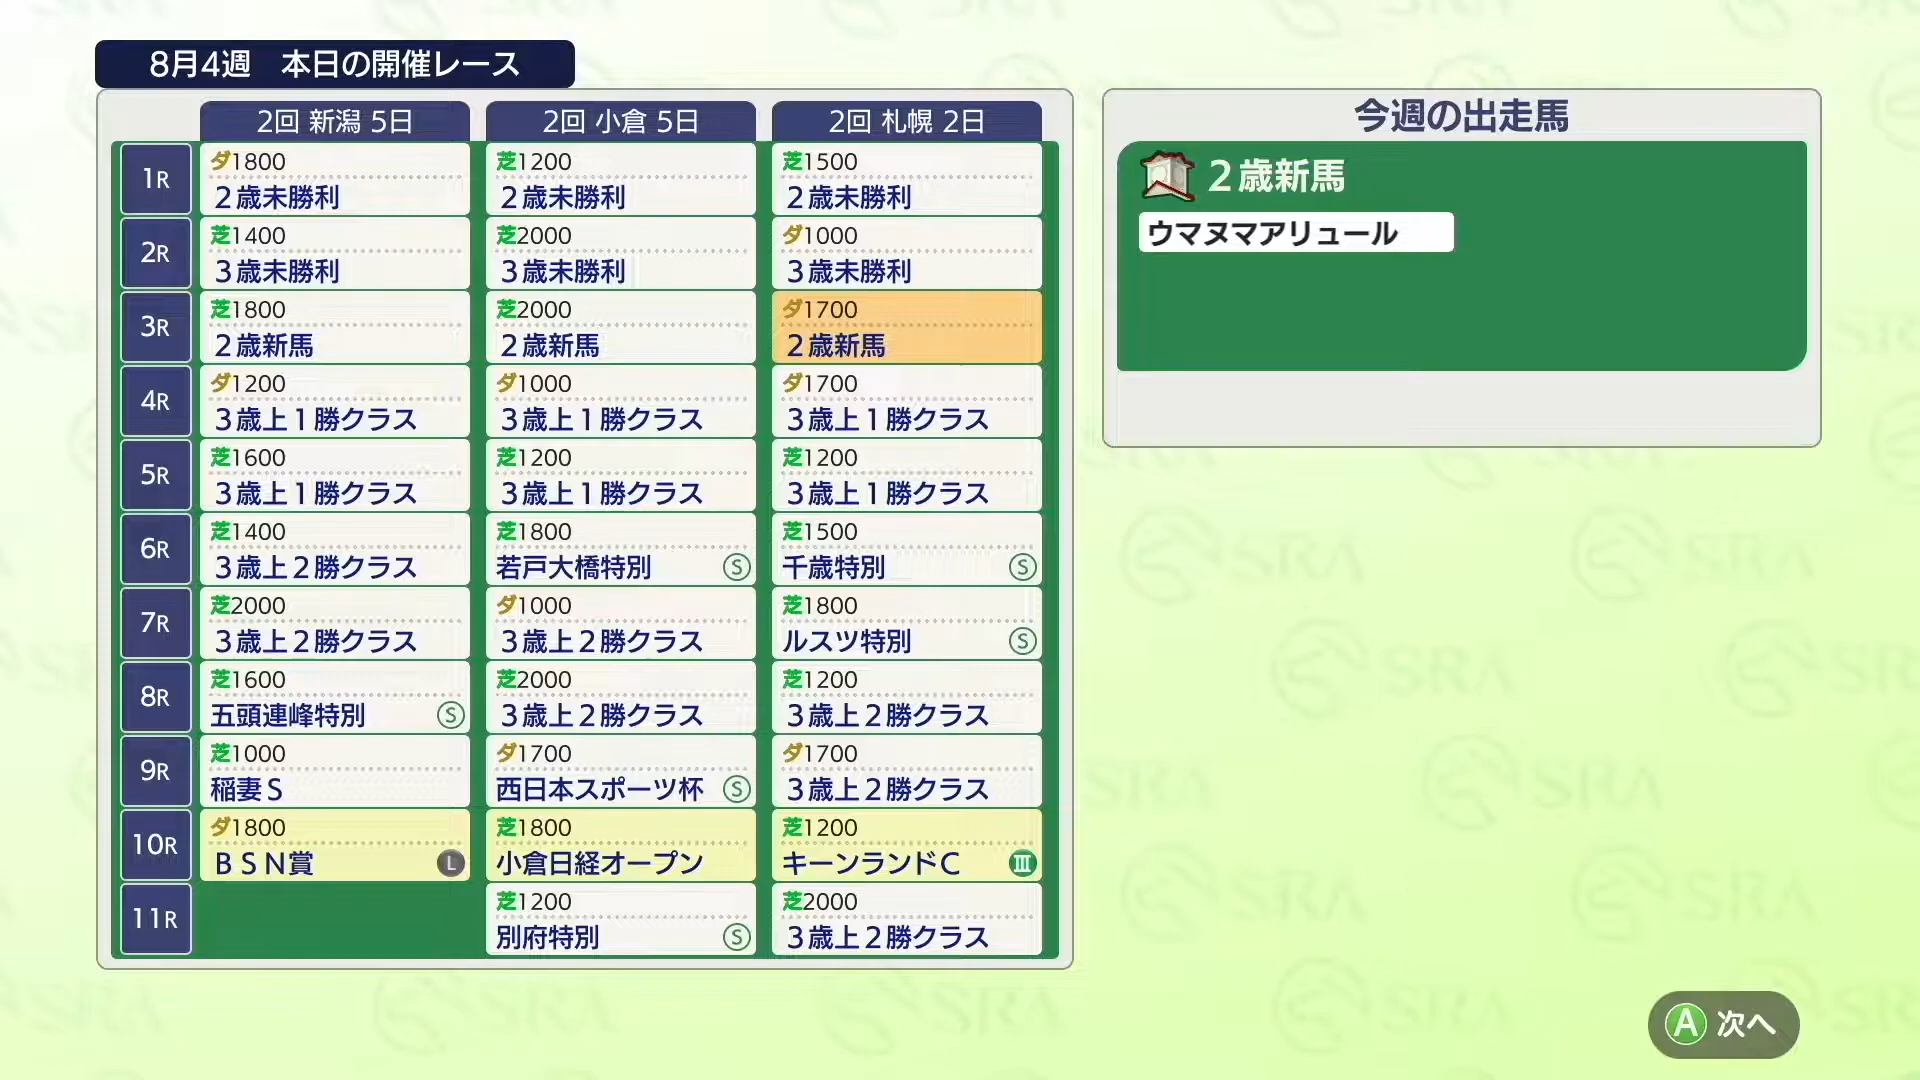 8月4週　本日の開催レース
2回 新潟 5日
2回 小倉 5日
2回 札幌 2日
1R
ダ1800
２歳未勝利
芝1200
２歳未勝利
芝1500
２歳未勝利
2R
芝1400
３歳未勝利
芝2000
３歳未勝利
ダ1000
３歳未勝利
3R
芝1800
２歳新馬
芝2000
２歳新馬
ダ1700
２歳新馬
4R
ダ1200
３歳上１勝クラス
ダ1000
３歳上１勝クラス
ダ1700
３歳上１勝クラス
5R
芝1600
３歳上１勝クラス
芝1200
３歳上１勝クラス
芝1200
３歳上１勝クラス
6R
芝1400
３歳上２勝クラス
芝1800
若戸大橋特別 Ⓢ
芝1500
千歳特別 Ⓢ
7R
芝2000
３歳上２勝クラス
ダ1000
３歳上２勝クラス
芝1800
ルスツ特別 Ⓢ
8R
芝1600
五頭連峰特別 Ⓢ
芝2000
３歳上２勝クラス
芝1200
３歳上２勝クラス
9R
芝1000
稲妻Ｓ
ダ1700
西日本スポーツ杯 Ⓢ
ダ1700
３歳上２勝クラス
10R
ダ1800
ＢＳＮ賞 L
芝1800
小倉日経オープン
芝1200
キーンランドＣ Ⅲ
11R
芝1200
別府特別 Ⓢ
芝2000
３歳上２勝クラス
今週の出走馬
２歳新馬
ウマヌマアリュール
A 次へ
SRA